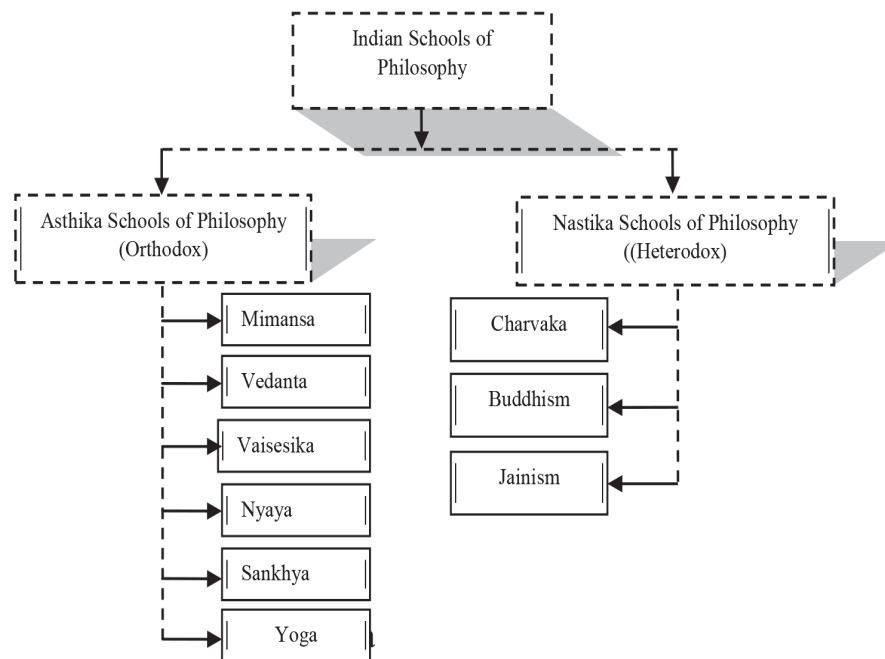 Indian Schools of
Philosophy
Asthika Schools of Philosophy
(Orthodox)
Nastika Schools of Philosophy
((Heterodox)
Mimansa
Vedanta
Vaisesika
Nyaya
Sankhya
Yoga
Charvaka
Buddhism
Jainism